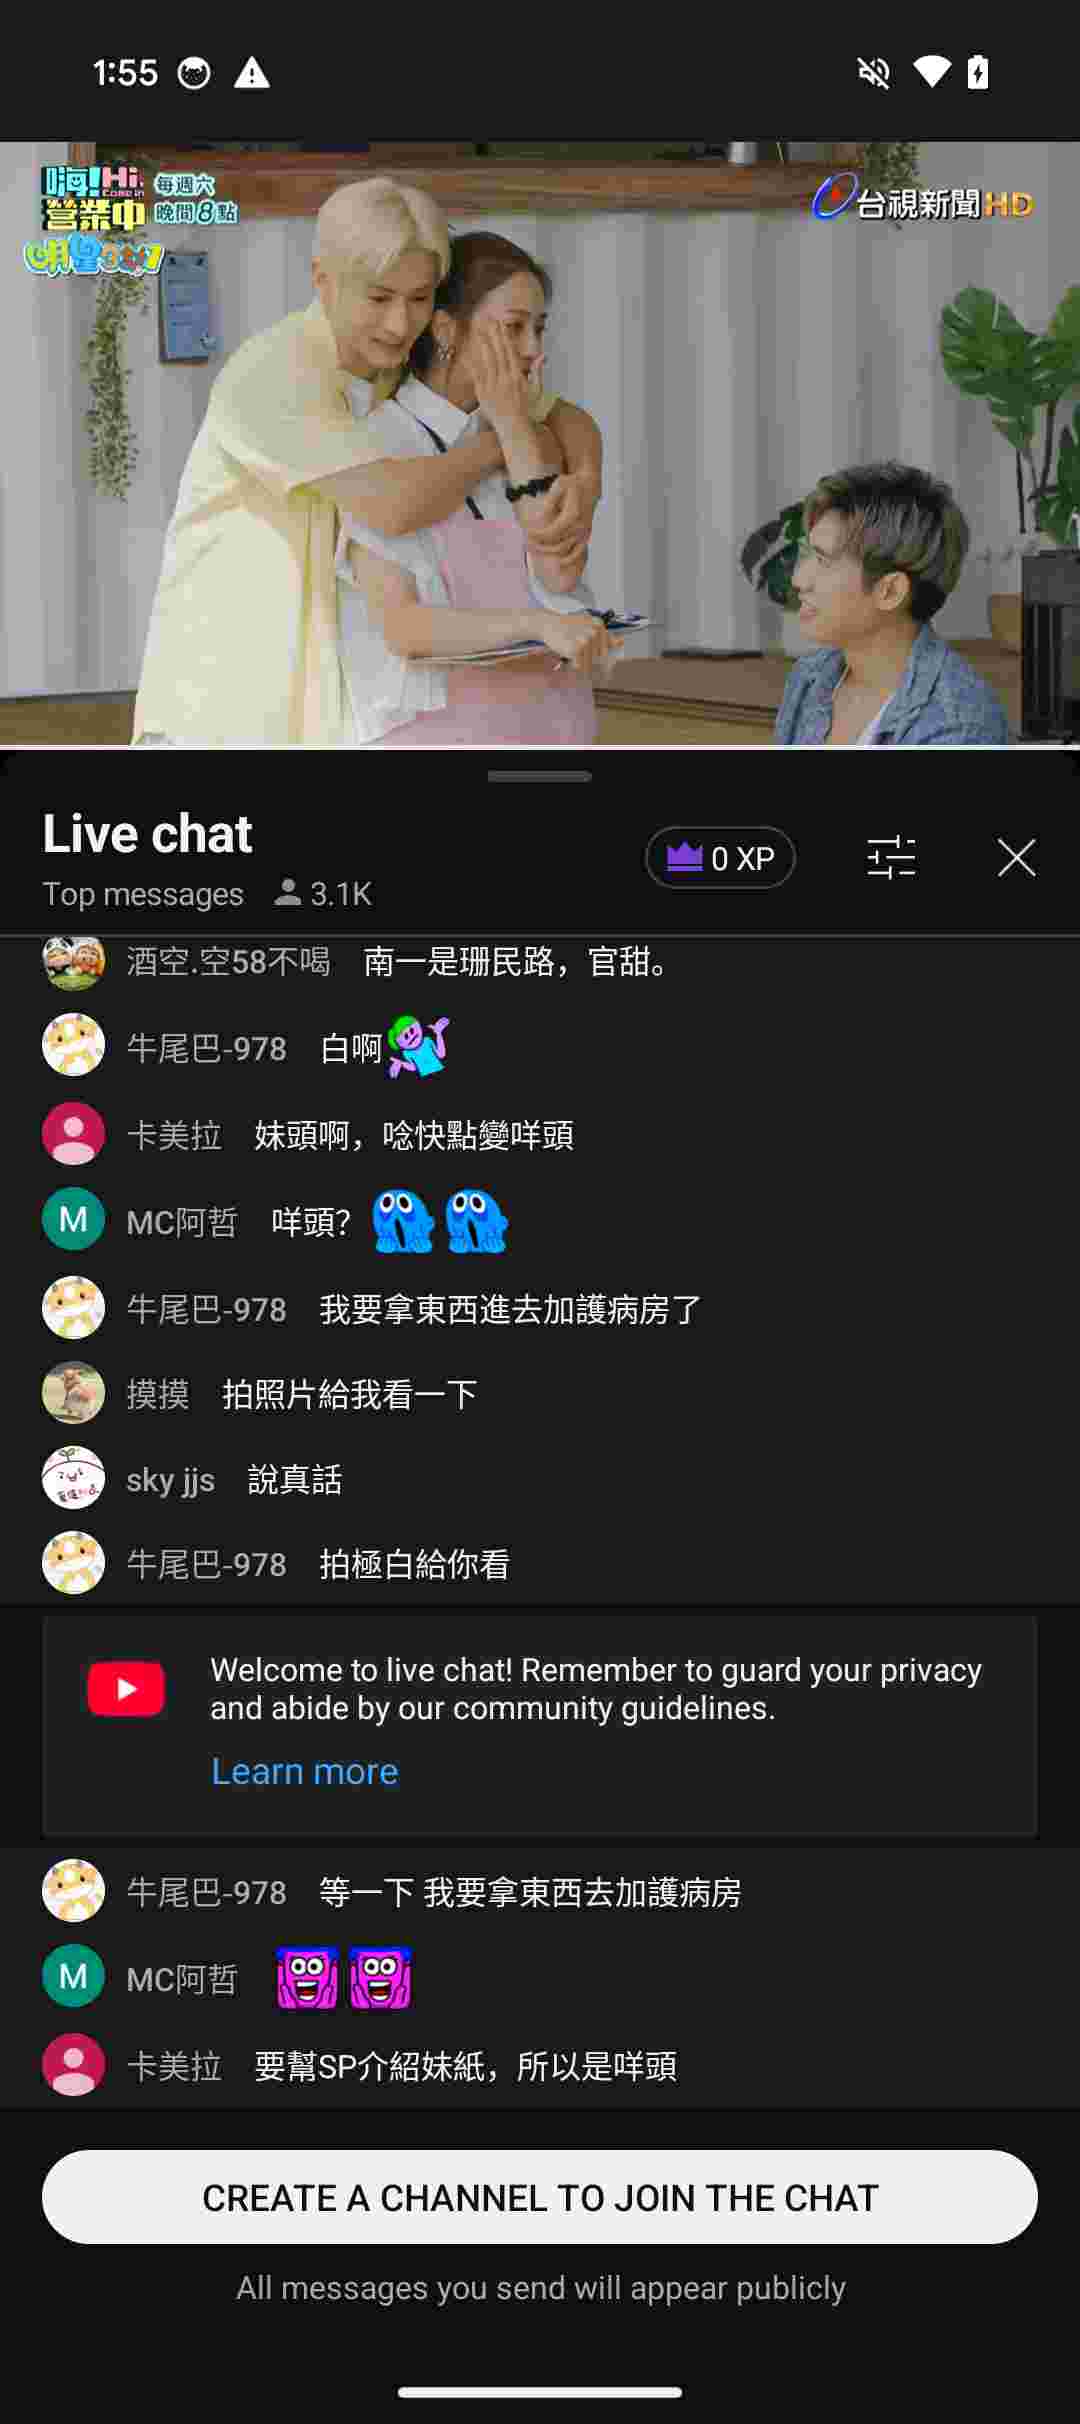 1:55
嗨!Hi, Come in
營業中
每週六
晚間8點
明星3缺1
台視新聞HD
Live chat
Top messages 3.1K
0 XP
酒空.空58不喝 南一是珊民路，官甜。
牛尾巴-978 白啊
卡美拉 妹頭啊，唸快點變咩頭
M MC阿哲 咩頭?
牛尾巴-978 我要拿東西進去加護病房了
摸摸 拍照片給我看一下
sky jjs 說真話
牛尾巴-978 拍極白給你看
Welcome to live chat! Remember to guard your privacy
and abide by our community guidelines.
Learn more
牛尾巴-978 等一下 我要拿東西去加護病房
M MC阿哲
卡美拉 要幫SP介紹妹紙，所以是咩頭
CREATE A CHANNEL TO JOIN THE CHAT
All messages you send will appear publicly